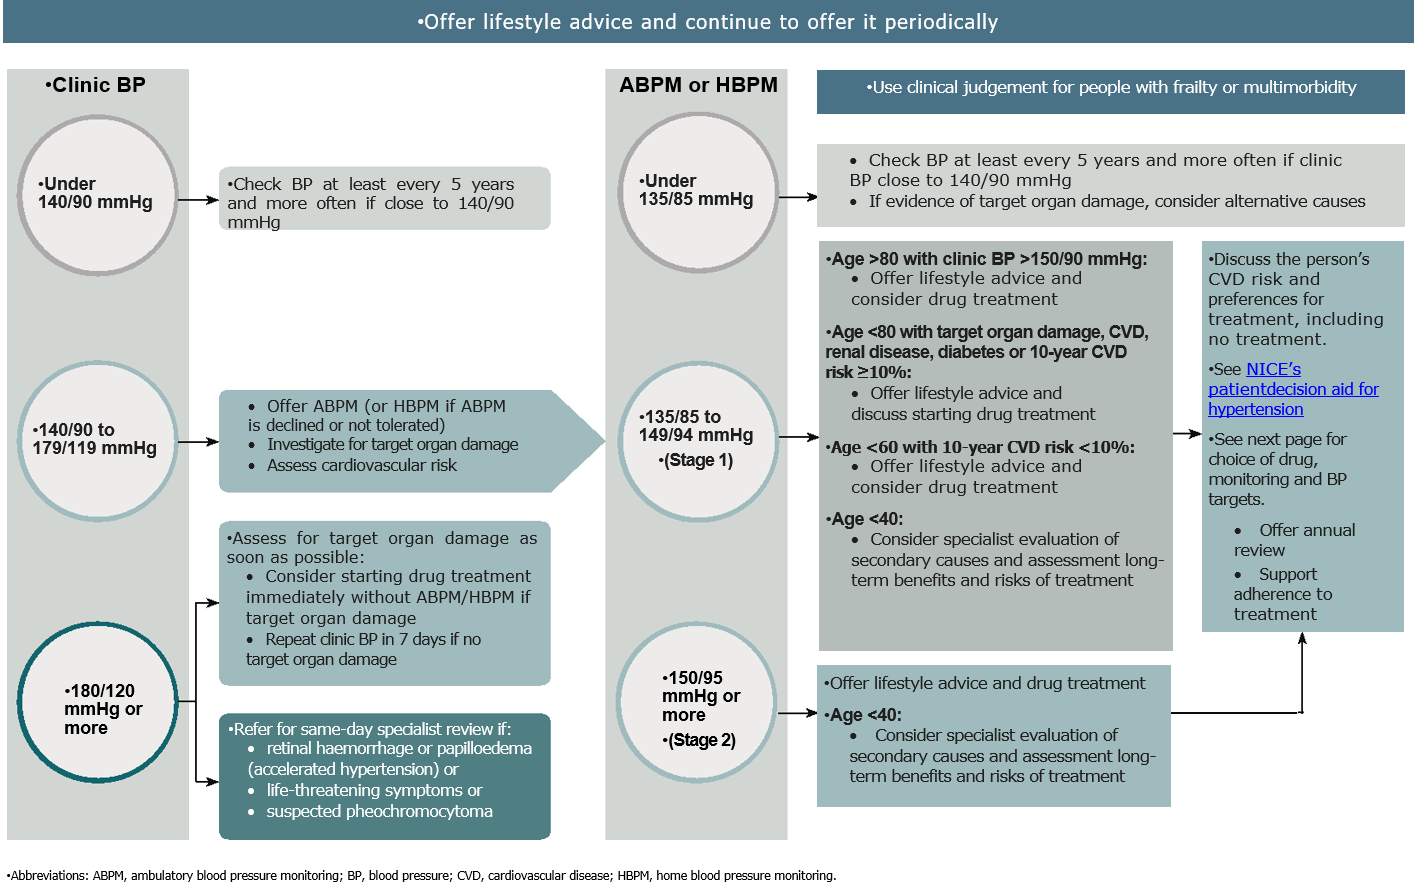 •Offer lifestyle advice and continue to offer it periodically
•Clinic BP
•Under
140/90 mmHg
•Check BP at least every 5 years
and more often if close to 140/90
mmHg
•140/90 to
179/119 mmHg
• Offer ABPM (or HBPM if ABPM
is declined or not tolerated)
• Investigate for target organ damage
• Assess cardiovascular risk
•180/120
mmHg or
more
•Assess for target organ damage as
soon as possible:
• Consider starting drug treatment
immediately without ABPM/HBPM if
target organ damage
• Repeat clinic BP in 7 days if no
target organ damage
•Refer for same-day specialist review if:
• retinal haemorrhage or papilloedema
(accelerated hypertension) or
• life-threatening symptoms or
• suspected pheochromocytoma
ABPM or HBPM
•Use clinical judgement for people with frailty or multimorbidity
•Under
135/85 mmHg
• Check BP at least every 5 years and more often if clinic
BP close to 140/90 mmHg
• If evidence of target organ damage, consider alternative causes
•135/85 to
149/94 mmHg
•(Stage 1)
•Age >80 with clinic BP >150/90 mmHg:
• Offer lifestyle advice and
consider drug treatment
•Age <80 with target organ damage, CVD,
renal disease, diabetes or 10-year CVD
risk ≥10%:
• Offer lifestyle advice and
discuss starting drug treatment
•Age <60 with 10-year CVD risk <10%:
• Offer lifestyle advice and
consider drug treatment
•Age <40:
• Consider specialist evaluation of
secondary causes and assessment long-
term benefits and risks of treatment
•150/95
mmHg or
more
•(Stage 2)
•Offer lifestyle advice and drug treatment
•Age <40:
• Consider specialist evaluation of
secondary causes and assessment long-
term benefits and risks of treatment
•Discuss the person’s
CVD risk and
preferences for
treatment, including
no treatment.
•See NICE’s
patientdecision aid for
hypertension
•See next page for
choice of drug,
monitoring and BP
targets.
• Offer annual
review
• Support
adherence to
treatment
•Abbreviations: ABPM, ambulatory blood pressure monitoring; BP, blood pressure; CVD, cardiovascular disease; HBPM, home blood pressure monitoring.